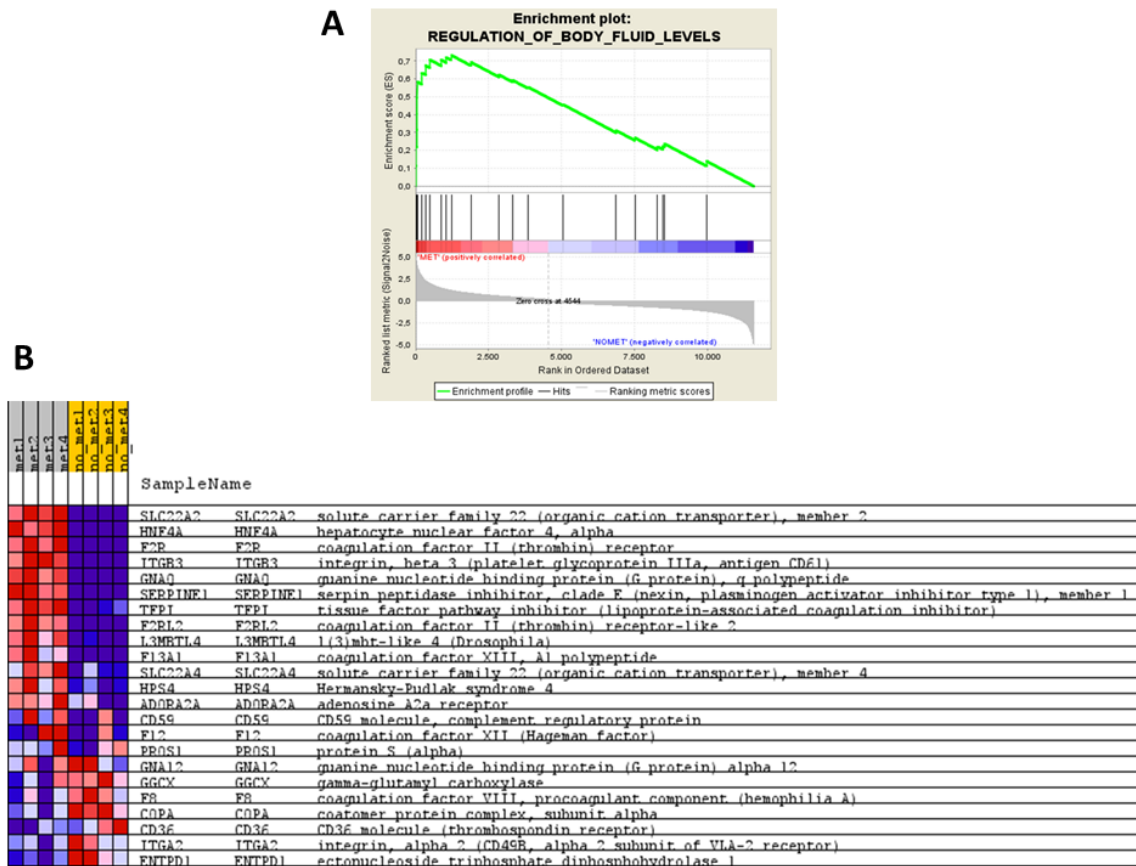 A
Enrichment plot:
REGULATION_OF_BODY_FLUID_LEVELS
Enrichment score (ES)
0,7
0,6
0,5
0,4
0,3
0,2
0,1
0,0
Ranked list metric (Signal2Noise)
5,0
2,5
0,0
-2,5
-5,0
'MET' (positively correlated)
Zero cross at 4544
'NOMET' (negatively correlated)
0 2.500 5.000 7.500 10.000
Rank in Ordered Dataset
Enrichment profile Hits Ranking metric scores
B
met1 met2 met3 met4 no_met1 no_met2 no_met3 no_met4
SampleName
SLC22A2 SLC22A2 solute carrier family 22 (organic cation transporter), member 2
HNF4A HNF4A hepatocyte nuclear factor 4, alpha
F2R F2R coagulation factor II (thrombin) receptor
ITGB3 ITGB3 integrin, beta 3 (platelet glycoprotein IIIa, antigen CD61)
GNAQ GNAQ guanine nucleotide binding protein (G protein), q polypeptide
SERPINE1 SERPINE1 serpin peptidase inhibitor, clade E (nexin, plasminogen activator inhibitor type 1), member 1
TFPI TFPI tissue factor pathway inhibitor (lipoprotein-associated coagulation inhibitor)
F2RL2 F2RL2 coagulation factor II (thrombin) receptor-like 2
L3MBTL4 L3MBTL4 l(3)mbt-like 4 (Drosophila)
F13A1 F13A1 coagulation factor XIII, A1 polypeptide
SLC22A4 SLC22A4 solute carrier family 22 (organic cation transporter), member 4
HPS4 HPS4 Hermansky-Pudlak syndrome 4
ADORA2A ADORA2A adenosine A2a receptor
CD59 CD59 CD59 molecule, complement regulatory protein
F12 F12 coagulation factor XII (Hageman factor)
PROS1 PROS1 protein S (alpha)
GNA12 GNA12 guanine nucleotide binding protein (G protein) alpha 12
GGCX GGCX gamma-glutamyl carboxylase
F8 F8 coagulation factor VIII, procoagulant component (hemophilia A)
COPA COPA coatomer protein complex, subunit alpha
CD36 CD36 CD36 molecule (thrombospondin receptor)
ITGA2 ITGA2 integrin, alpha 2 (CD49B, alpha 2 subunit of VLA-2 receptor)
ENTPD1 ENTPD1 ectonucleoside triphosphate diphosphohydrolase 1